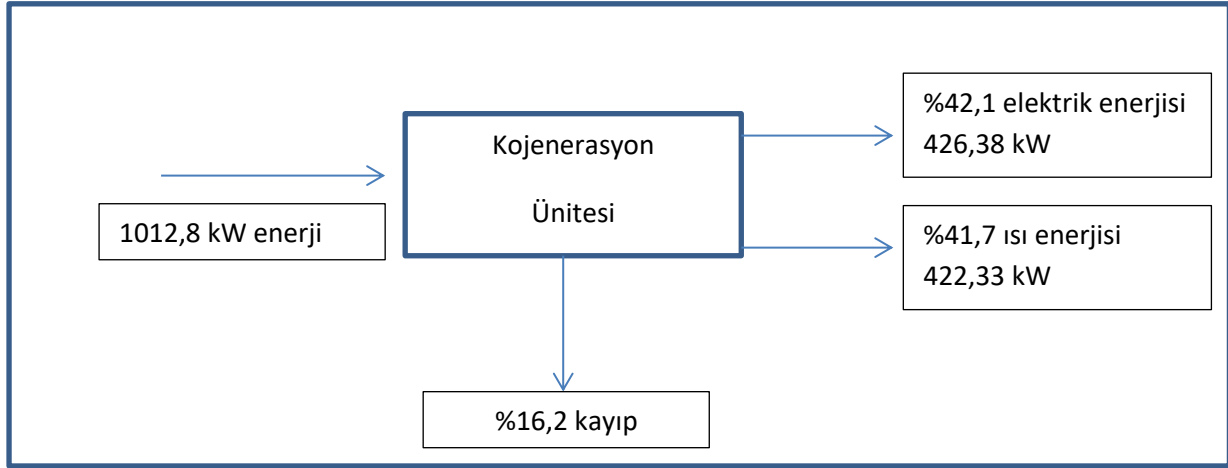 1012,8 kW enerji
Kojenerasyon
Ünitesi
%42,1 elektrik enerjisi
426,38 kW
%41,7 ısı enerjisi
422,33 kW
%16,2 kayıp